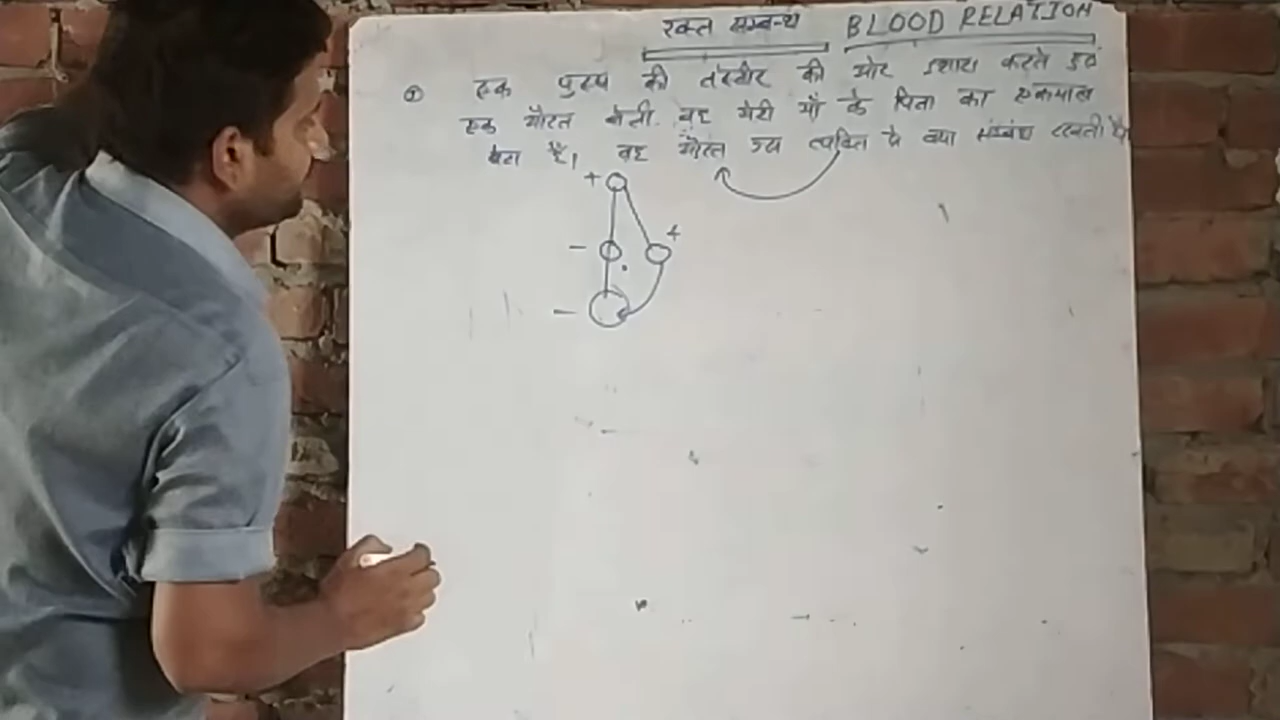 रक्त सम्बन्ध BLOOD RELATION
① एक पुरुष की तस्वीर की ओर इशारा करते हुए
एक औरत बोली. वह मेरी माँ के पिता का एकमात्र
बेटा है। वह औरत उस व्यक्ति से क्या संबंध रखती है
+
- +
-